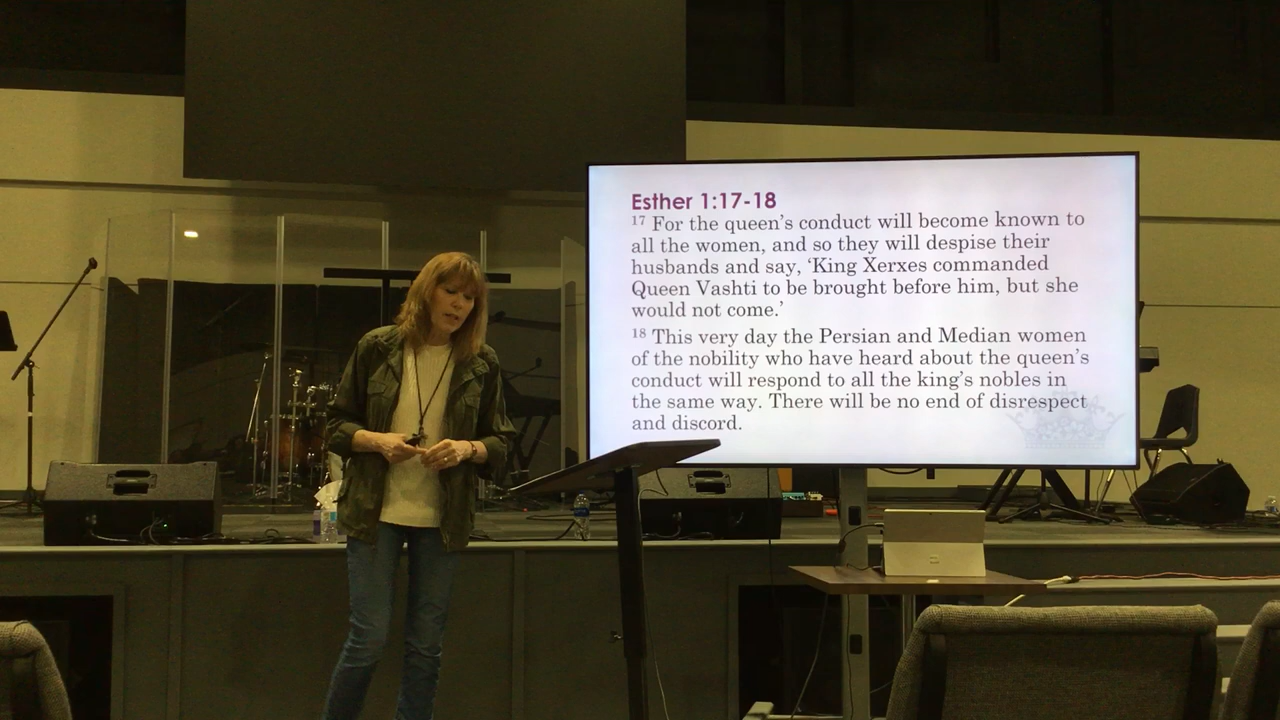 Esther 1:17-18
17 For the queen's conduct will become known to
all the women, and so they will despise their
husbands and say, 'King Xerxes commanded
Queen Vashti to be brought before him, but she
would not come.'
18 This very day the Persian and Median women
of the nobility who have heard about the queen's
conduct will respond to all the king's nobles in
the same way. There will be no end of disrespect
and discord.